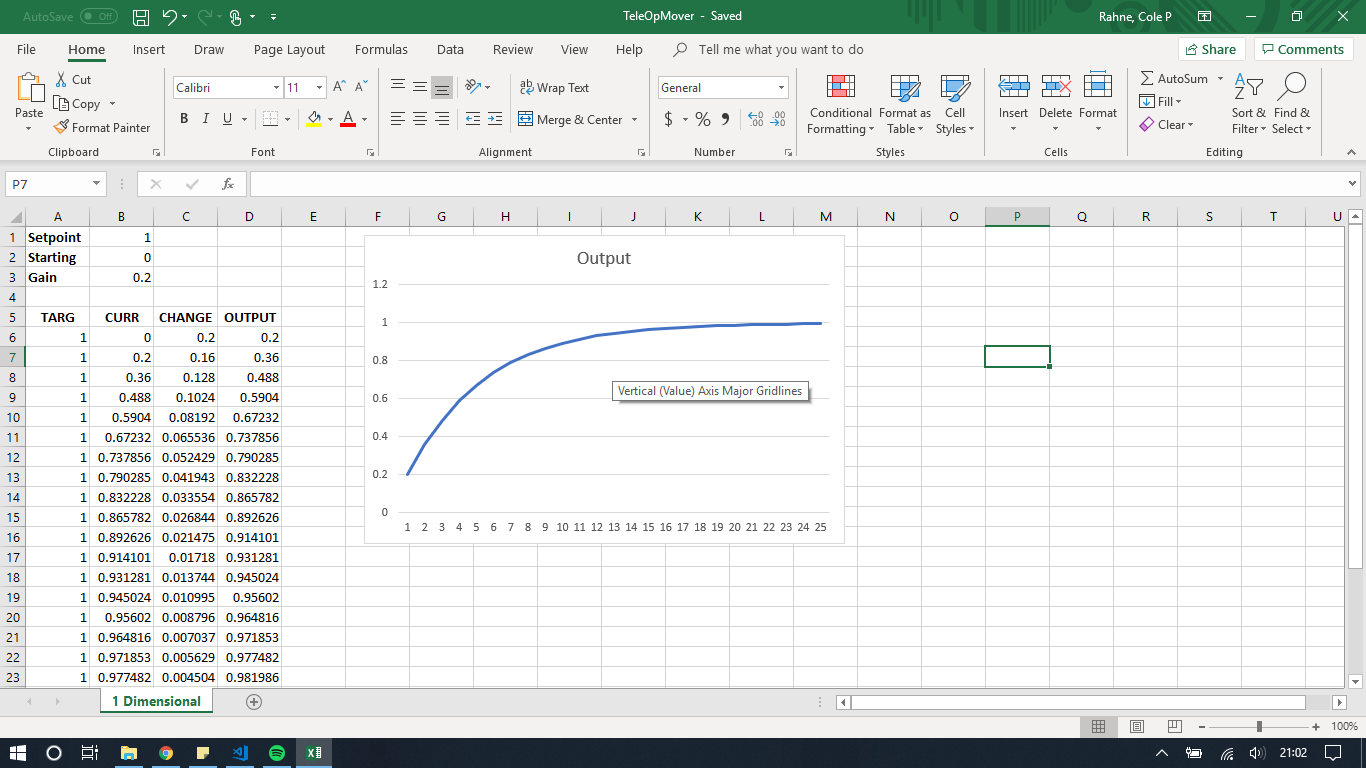 AutoSave Off TeleOpMover - Saved Rahne, Cole P
File Home Insert Draw Page Layout Formulas Data Review View Help Tell me what you want to do Share Comments
Paste Cut Copy Format Painter
Clipboard
Calibri 11 A A
B I U A
Font
ab Wrap Text
Merge & Center
Alignment
General
$ % 9 .00 .00
Number
Conditional Formatting Format as Table Cell Styles
Styles
Insert Delete Format
Cells
AutoSum Fill Clear Sort & Filter Find & Select
Editing
P7 fx
A B C D E F G H I J K L M N O P Q R S T U
1 Setpoint 1
2 Starting 0
3 Gain 0.2
4
5 TARG CURR CHANGE OUTPUT
6 1 0 0.2 0.2
7 1 0.2 0.16 0.36
8 1 0.36 0.128 0.488
9 1 0.488 0.1024 0.5904
10 1 0.5904 0.08192 0.67232
11 1 0.67232 0.065536 0.737856
12 1 0.737856 0.052429 0.790285
13 1 0.790285 0.041943 0.832228
14 1 0.832228 0.033554 0.865782
15 1 0.865782 0.026844 0.892626
16 1 0.892626 0.021475 0.914101
17 1 0.914101 0.01718 0.931281
18 1 0.931281 0.013744 0.945024
19 1 0.945024 0.010995 0.95602
20 1 0.95602 0.008796 0.964816
21 1 0.964816 0.007037 0.971853
22 1 0.971853 0.005629 0.977482
23 1 0.977482 0.004504 0.981986
Output
1.2
1
0.8
Vertical (Value) Axis Major Gridlines
0.6
0.4
0.2
0
1 2 3 4 5 6 7 8 9 10 11 12 13 14 15 16 17 18 19 20 21 22 23 24 25
1 Dimensional
100%
21:02